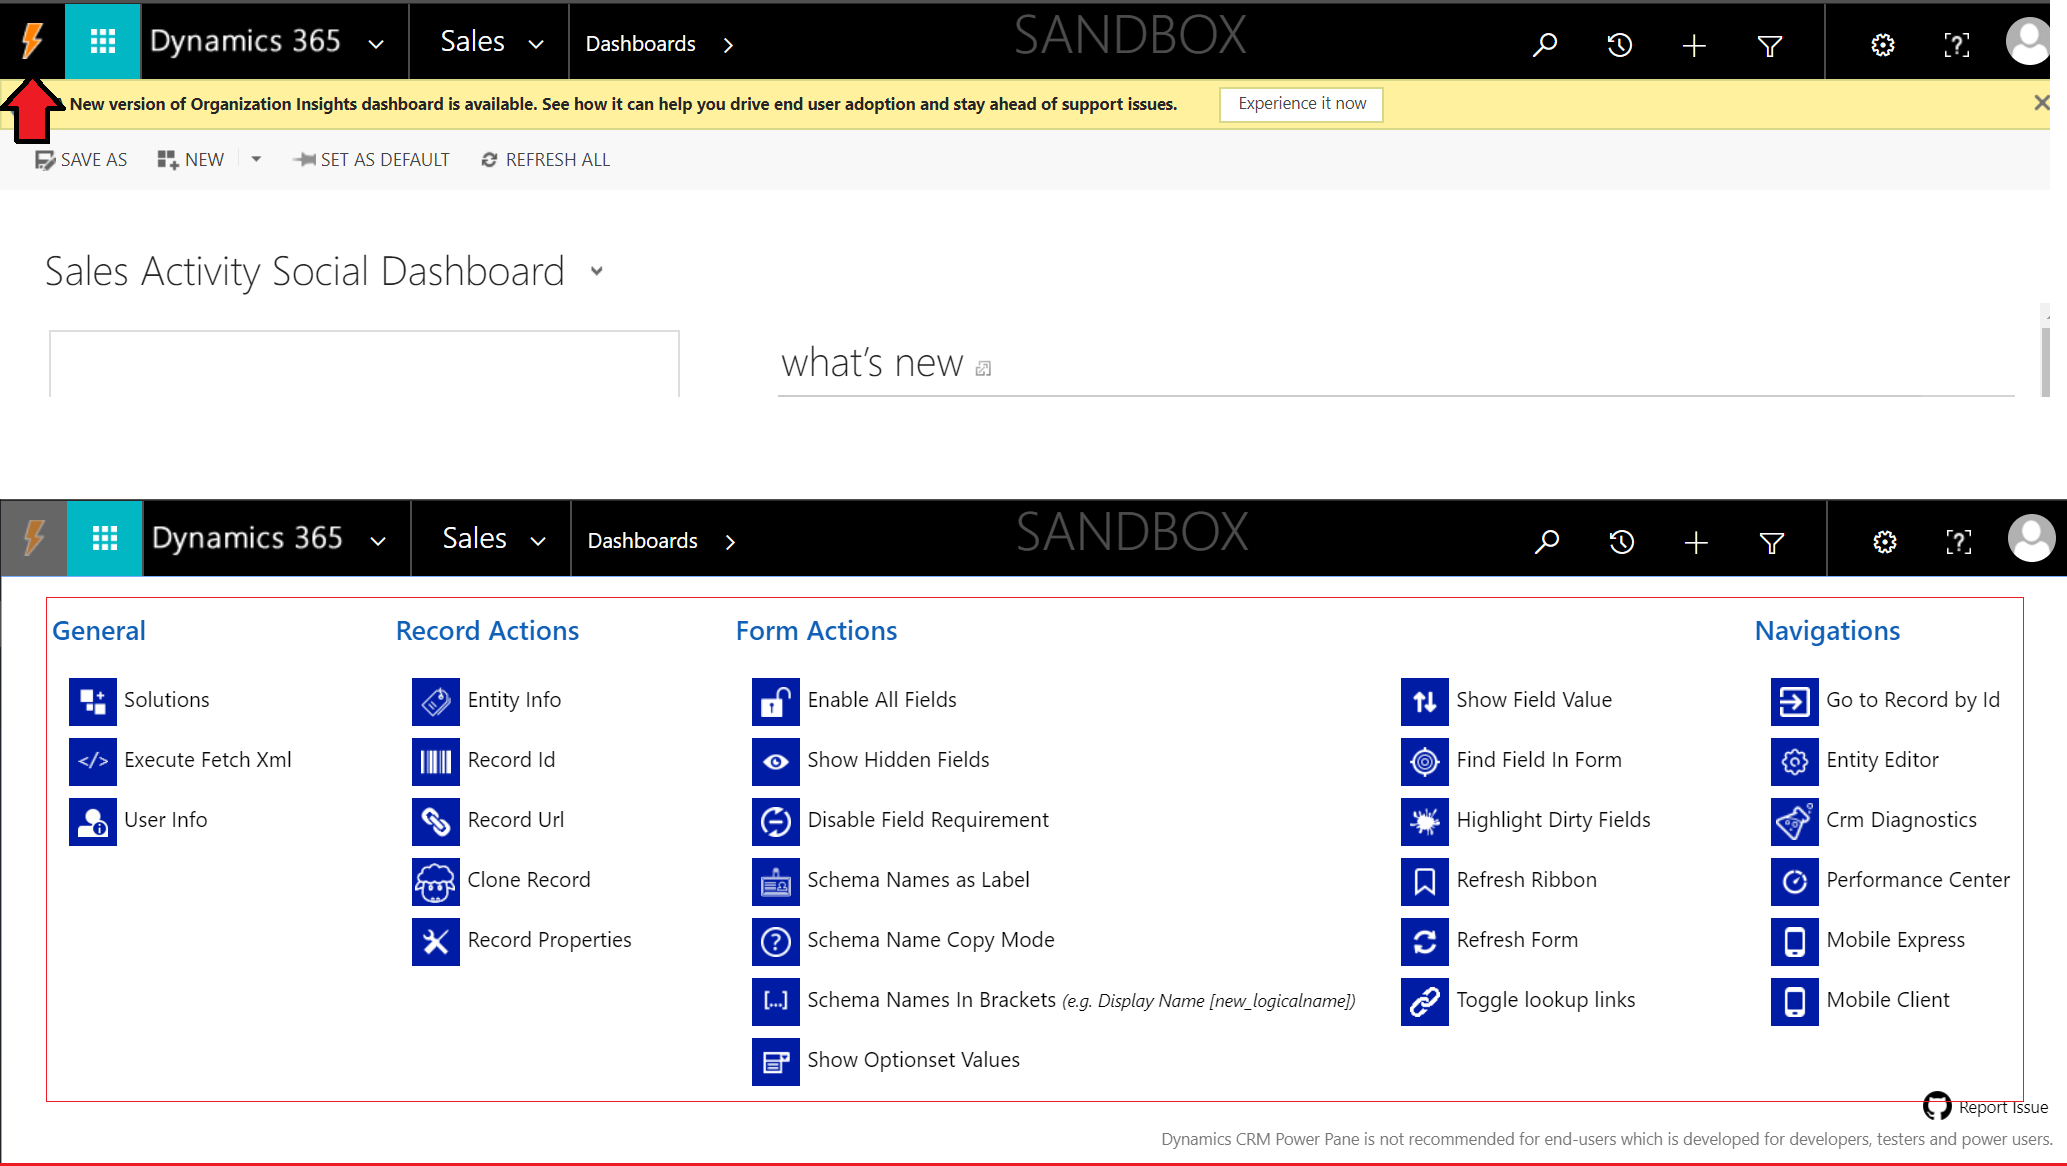 Dynamics 365 Sales Dashboards SANDBOX
New version of Organization Insights dashboard is available. See how it can help you drive end user adoption and stay ahead of support issues. Experience it now
SAVE AS NEW SET AS DEFAULT REFRESH ALL
Sales Activity Social Dashboard
what's new
Dynamics 365 Sales Dashboards SANDBOX
General
Solutions
Execute Fetch Xml
User Info
Record Actions
Entity Info
Record Id
Record Url
Clone Record
Record Properties
Form Actions
Enable All Fields
Show Hidden Fields
Disable Field Requirement
Schema Names as Label
Schema Name Copy Mode
Schema Names In Brackets (e.g. Display Name [new_logicalname])
Show Optionset Values
Show Field Value
Find Field In Form
Highlight Dirty Fields
Refresh Ribbon
Refresh Form
Toggle lookup links
Navigations
Go to Record by Id
Entity Editor
Crm Diagnostics
Performance Center
Mobile Express
Mobile Client
Report Issue
Dynamics CRM Power Pane is not recommended for end-users which is developed for developers, testers and power users.